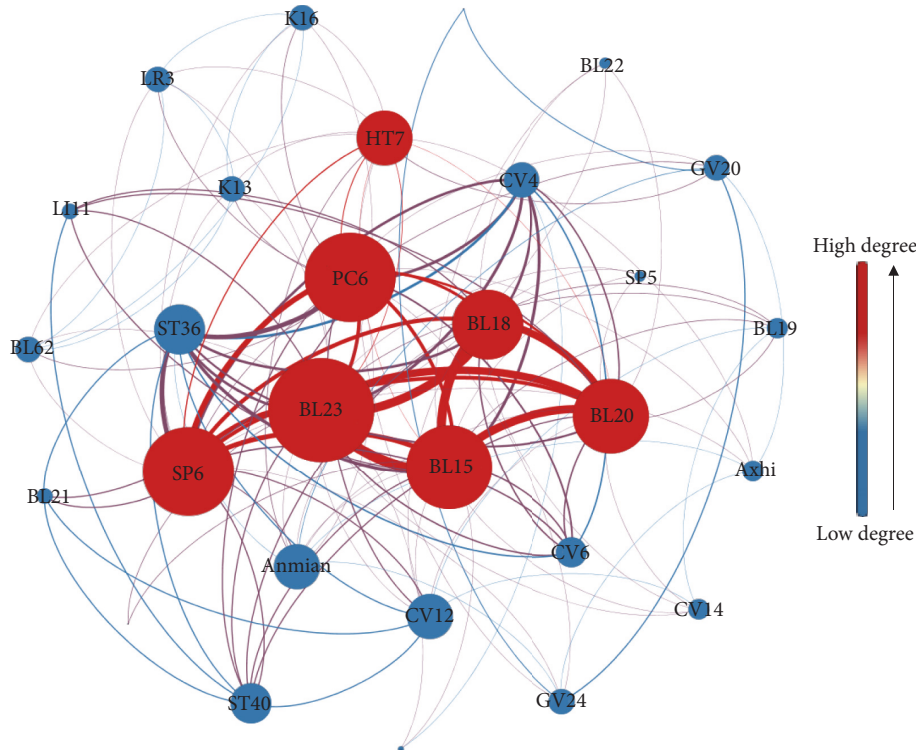 K16
LR3
BL22
HT7
GV20
CV4
K13
LI11
PC6
SP5
High degree
BL18
BL19
ST36
BL62
BL23
BL20
BL15
SP6
Axhi
BL21
Low degree
CV6
Anmian
CV14
CV12
GV24
ST40